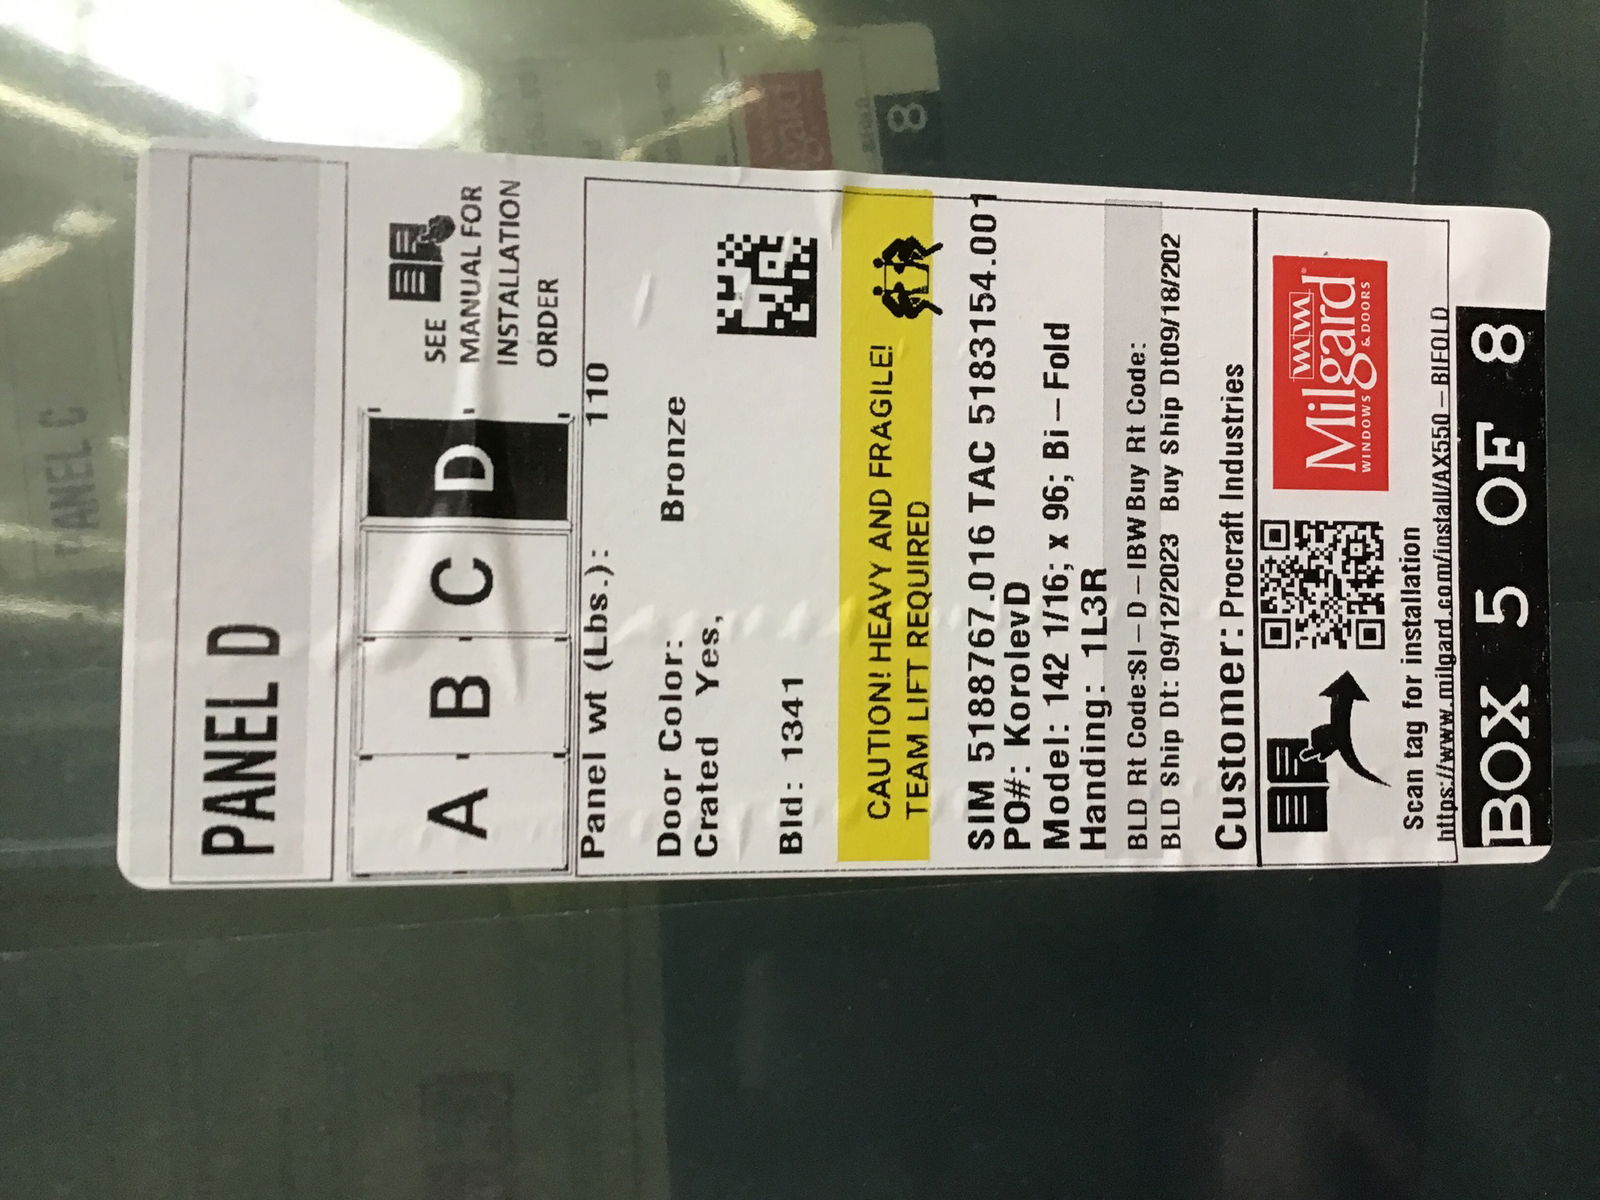 PANEL D
A B C D
SEE
MANUAL FOR
INSTALLATION
ORDER
Panel wt (Lbs.): 110
Door Color: Bronze
Crated Yes,
Bld: 1341
CAUTION! HEAVY AND FRAGILE!
TEAM LIFT REQUIRED
SIM 5188767.016 TAC 5183154.001
PO#: KorolevD
Model: 142 1/16; x 96; Bi-Fold
Handing: 1L3R
BLD Rt Code:SI-D-IBW Buy Rt Code:
BLD Ship Dt: 09/12/2023 Buy Ship Dt09/18/202
Customer: Procraft Industries
Milgard
WINDOWS & DOORS
Scan tag for installation
https://www.milgard.com/install/AX550-BIFOLD
BOX 5 OF 8
PANEL C
8